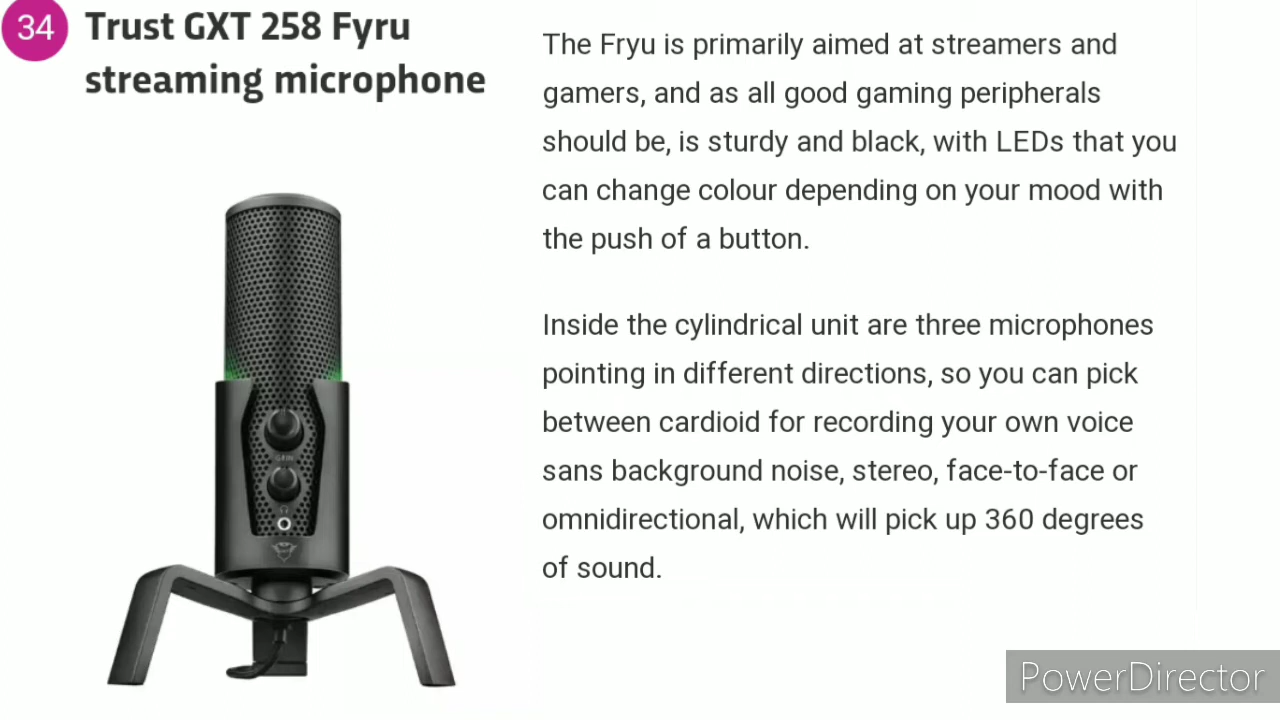 34
Trust GXT 258 Fyru
streaming microphone
The Fryu is primarily aimed at streamers and
gamers, and as all good gaming peripherals
should be, is sturdy and black, with LEDs that you
can change colour depending on your mood with
the push of a button.
Inside the cylindrical unit are three microphones
pointing in different directions, so you can pick
between cardioid for recording your own voice
sans background noise, stereo, face-to-face or
omnidirectional, which will pick up 360 degrees
of sound.
GAIN
PowerDirector